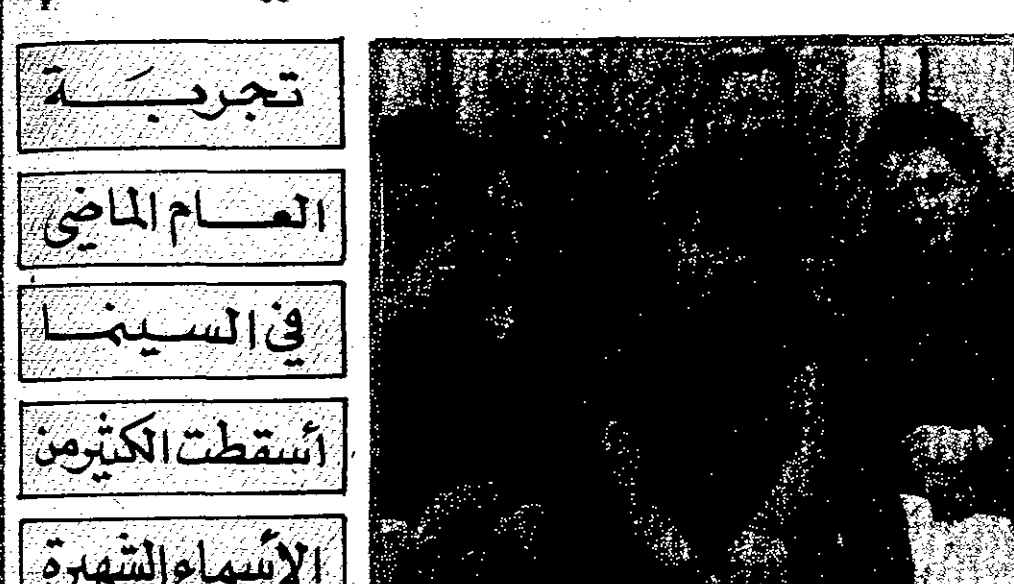 تجربة
العام الماضي
في السينما
أسقطت الكثير من
الأسماء الشهيرة